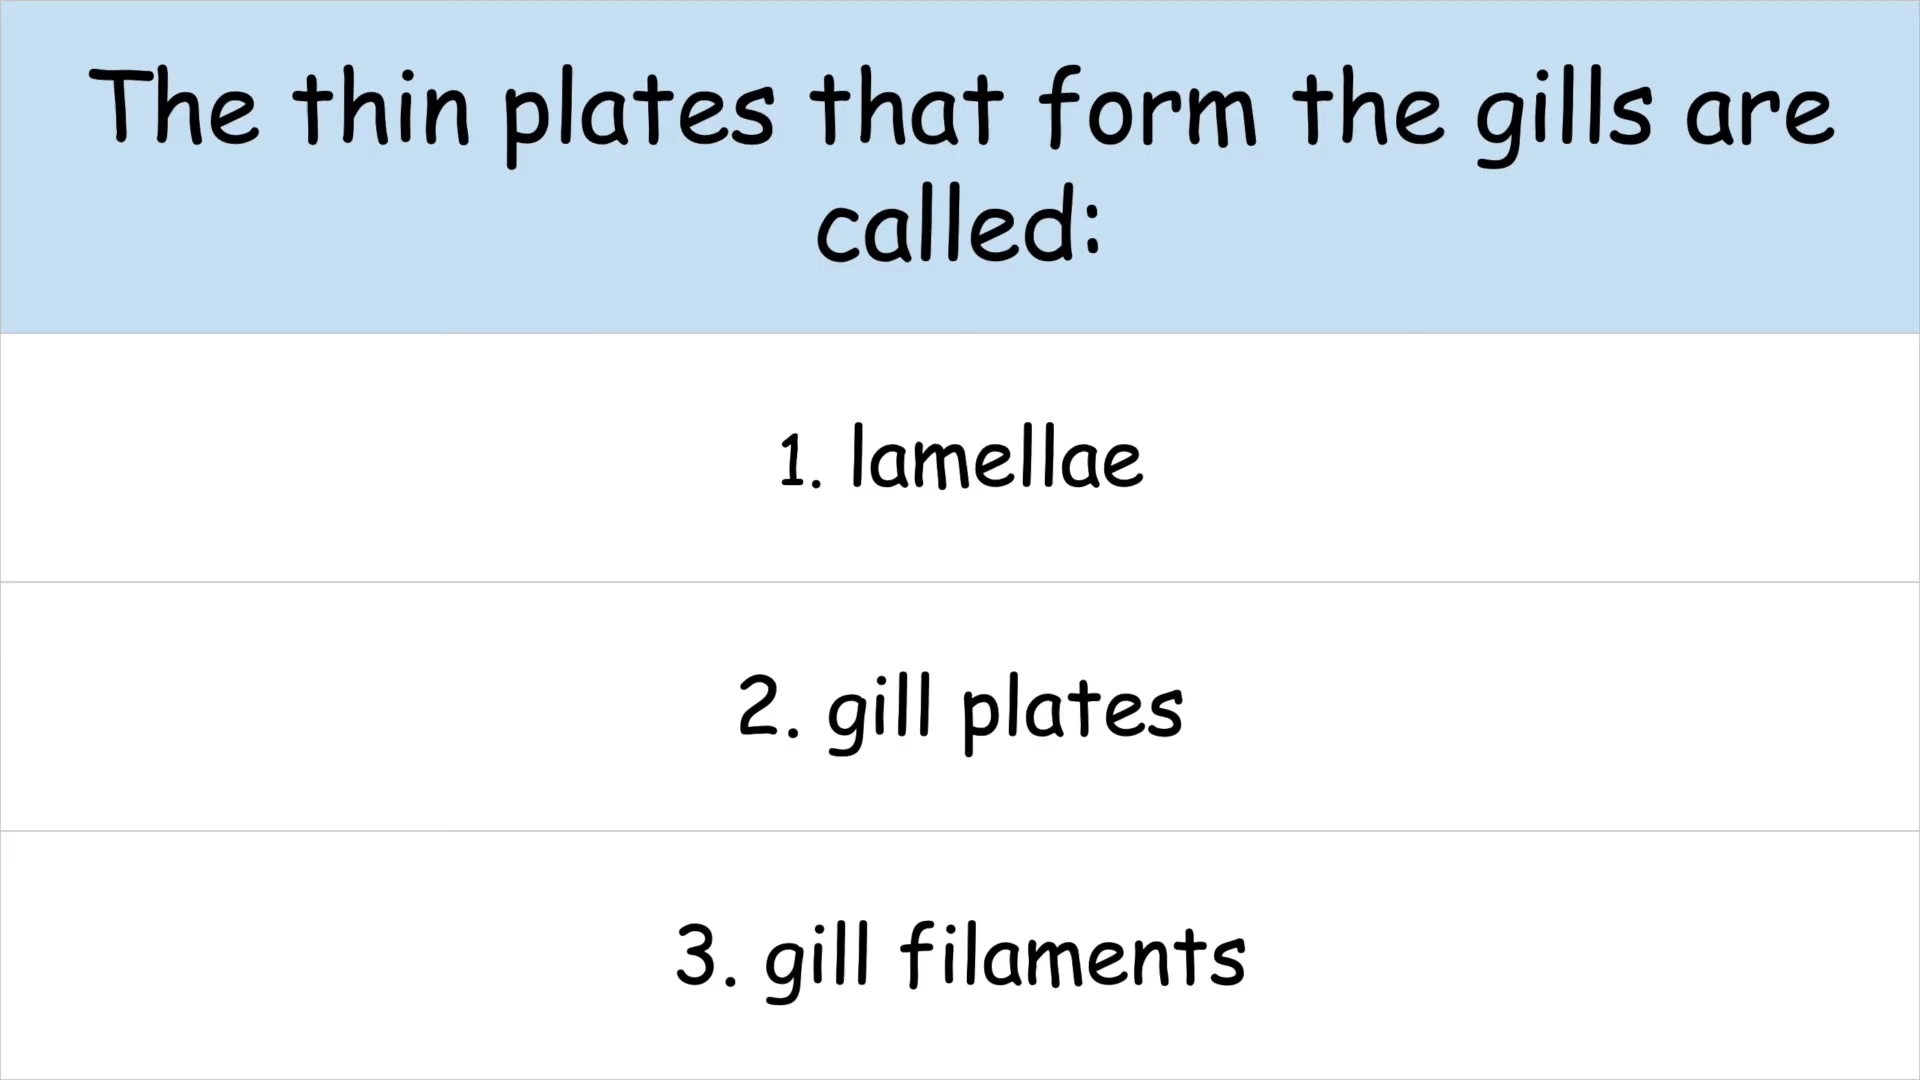 The thin plates that form the gills are
called:
1. lamellae
2. gill plates
3. gill filaments